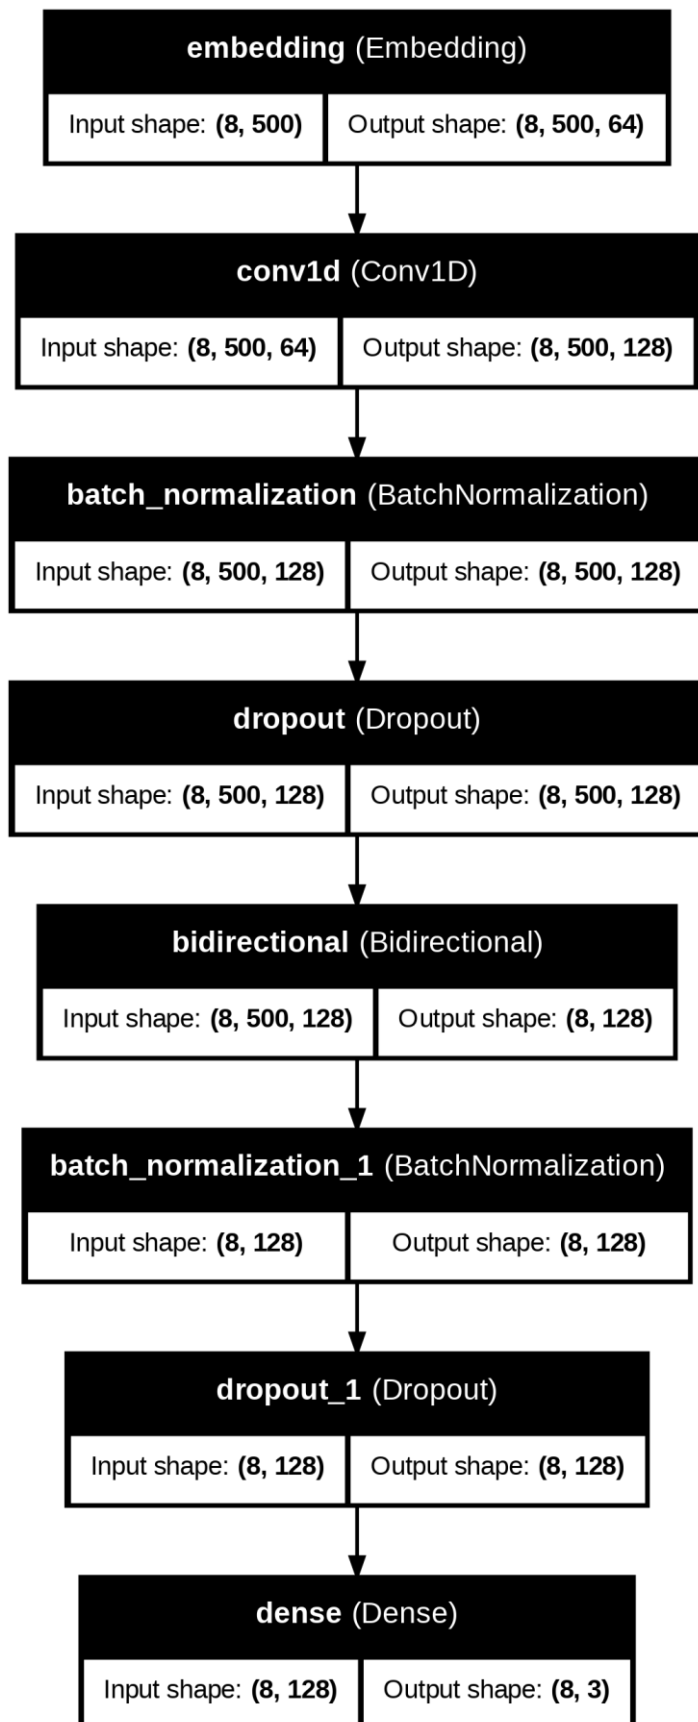 embedding (Embedding)
Input shape: (8, 500) Output shape: (8, 500, 64)
conv1d (Conv1D)
Input shape: (8, 500, 64) Output shape: (8, 500, 128)
batch_normalization (BatchNormalization)
Input shape: (8, 500, 128) Output shape: (8, 500, 128)
dropout (Dropout)
Input shape: (8, 500, 128) Output shape: (8, 500, 128)
bidirectional (Bidirectional)
Input shape: (8, 500, 128) Output shape: (8, 128)
batch_normalization_1 (BatchNormalization)
Input shape: (8, 128) Output shape: (8, 128)
dropout_1 (Dropout)
Input shape: (8, 128) Output shape: (8, 128)
dense (Dense)
Input shape: (8, 128) Output shape: (8, 3)